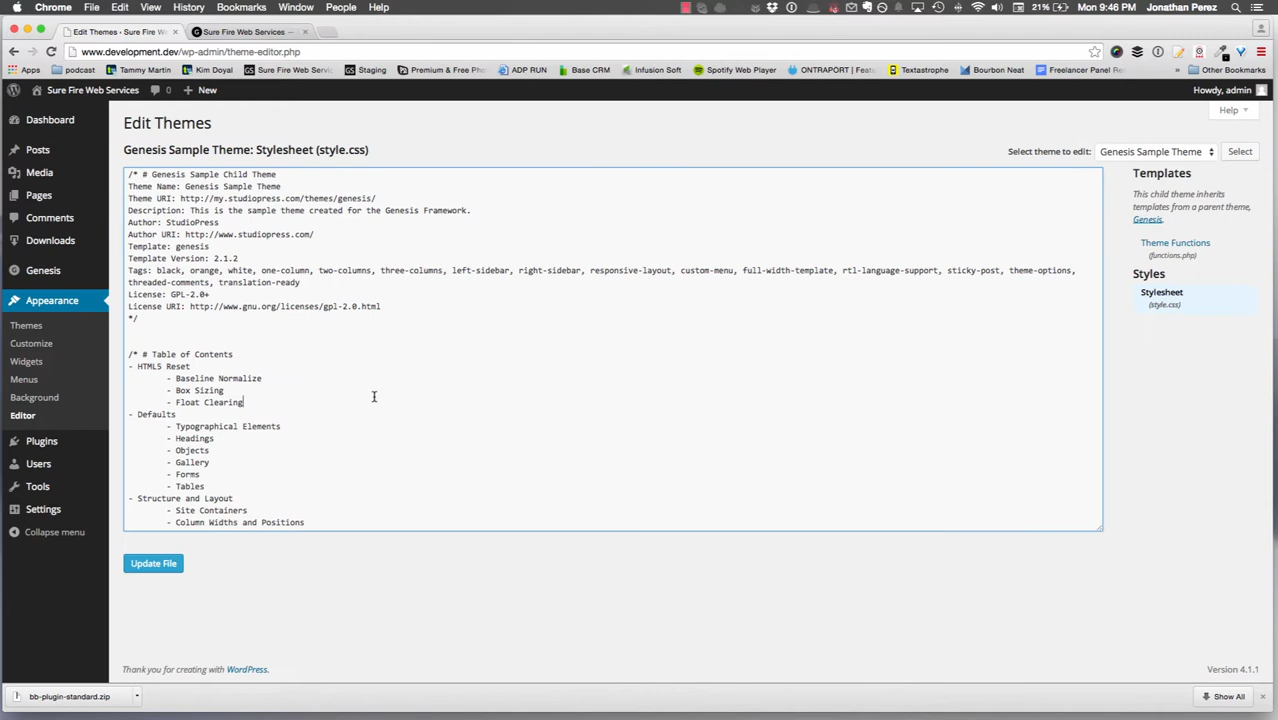 Chrome File Edit View History Bookmarks Window People Help 21% Mon 9:46 PM Jonathan Perez
Edit Themes ‹ Sure Fire Web × Sure Fire Web Services — ×
www.development.dev/wp-admin/theme-editor.php
Apps podcast Tammy Martin Kim Doyal Sure Fire Web Servic Staging Premium & Free Pho ADP RUN Base CRM Infusion Soft Spotify Web Player ONTRAPORT | Featu Textastrophe Bourbon Neat Freelancer Panel Re » Other Bookmarks
Sure Fire Web Services 0 + New Howdy, admin
Help
Dashboard
Posts
Media
Pages
Comments
Downloads
Genesis
Appearance
Themes
Customize
Widgets
Menus
Background
Editor
Plugins
Users
Tools
Settings
Collapse menu
Edit Themes
Genesis Sample Theme: Stylesheet (style.css)
Select theme to edit: Genesis Sample Theme Select
/* # Genesis Sample Child Theme
Theme Name: Genesis Sample Theme
Theme URI: http://my.studiopress.com/themes/genesis/
Description: This is the sample theme created for the Genesis Framework.
Author: StudioPress
Author URI: http://www.studiopress.com/
Template: genesis
Template Version: 2.1.2
Tags: black, orange, white, one-column, two-columns, three-columns, left-sidebar, right-sidebar, responsive-layout, custom-menu, full-width-template, rtl-language-support, sticky-post, theme-options,
threaded-comments, translation-ready
License: GPL-2.0+
License URI: http://www.gnu.org/licenses/gpl-2.0.html
*/
/* # Table of Contents
- HTML5 Reset
- Baseline Normalize
- Box Sizing
- Float Clearing
- Defaults
- Typographical Elements
- Headings
- Objects
- Gallery
- Forms
- Tables
- Structure and Layout
- Site Containers
- Column Widths and Positions
Templates
This child theme inherits
templates from a parent theme,
Genesis.
Theme Functions
(functions.php)
Styles
Stylesheet
(style.css)
Update File
Thank you for creating with WordPress.
Version 4.1.1
bb-plugin-standard.zip
Show All ×